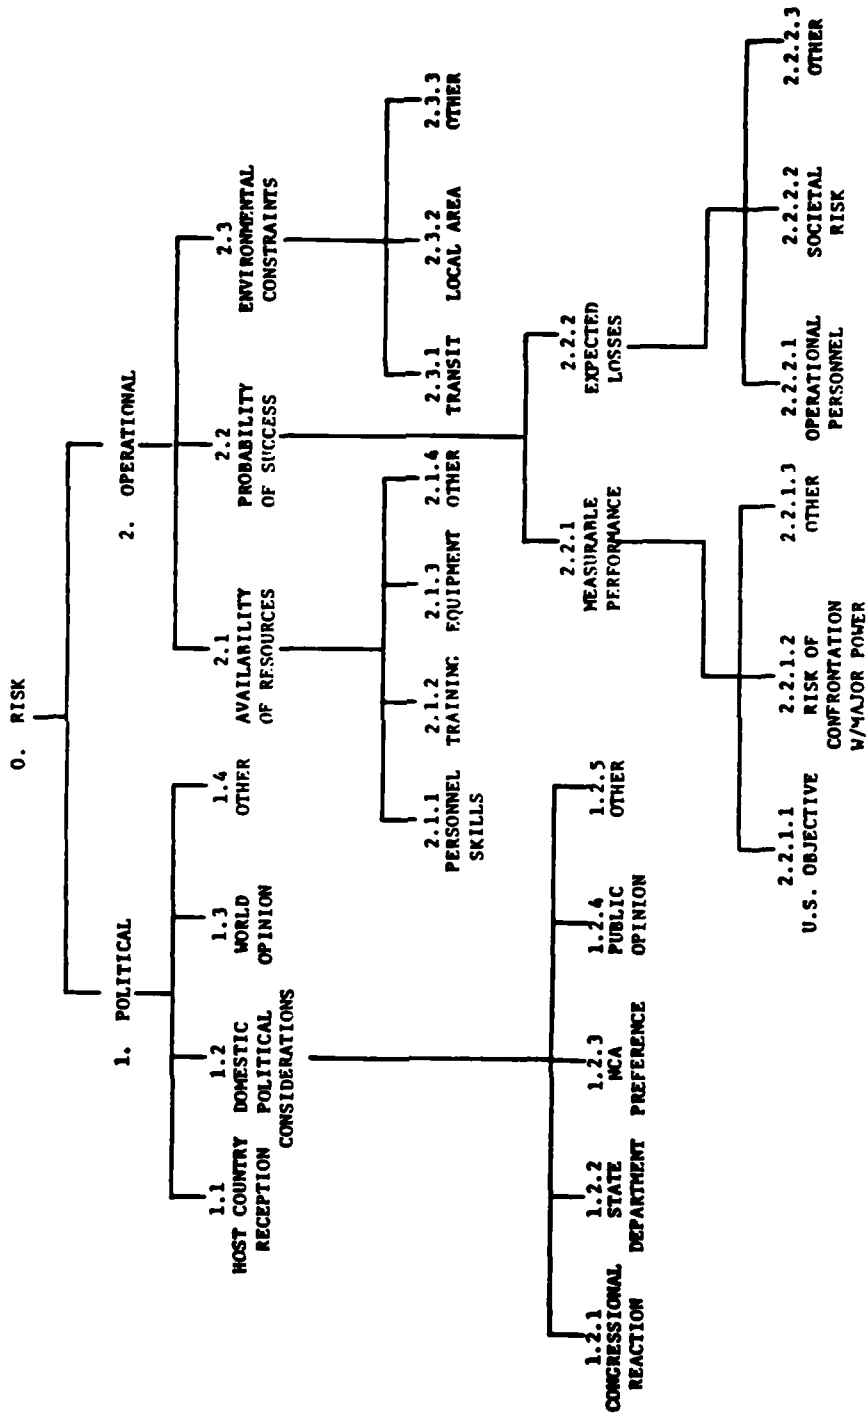 0. RISK
1. POLITICAL
2. OPERATIONAL
1.1
HOST COUNTRY
RECEPTION
1.2
DOMESTIC
POLITICAL
CONSIDERATIONS
1.3
WORLD
OPINION
1.4
OTHER
2.1
AVAILABILITY
OF RESOURCES
2.2
PROBABILITY
OF SUCCESS
2.3
ENVIRONMENTAL
CONSTRAINTS
2.1.1
PERSONNEL
SKILLS
2.1.2
TRAINING
2.1.3
EQUIPMENT
2.1.4
OTHER
2.3.1
TRANSIT
2.3.2
LOCAL AREA
2.3.3
OTHER
1.2.1
CONGRESSIONAL
REACTION
1.2.2
STATE
DEPARTMENT
1.2.3
NCA
PREFERENCE
1.2.4
PUBLIC
OPINION
1.2.5
OTHER
2.2.1
MEASURABLE
PERFORMANCE
2.2.2
EXPECTED
LOSSES
2.2.1.1
U.S. OBJECTIVE
2.2.1.2
RISK OF
CONFRONTATION
W/MAJOR POWER
2.2.1.3
OTHER
2.2.2.1
OPERATIONAL
PERSONNEL
2.2.2.2
SOCIETAL
RISK
2.2.2.3
OTHER